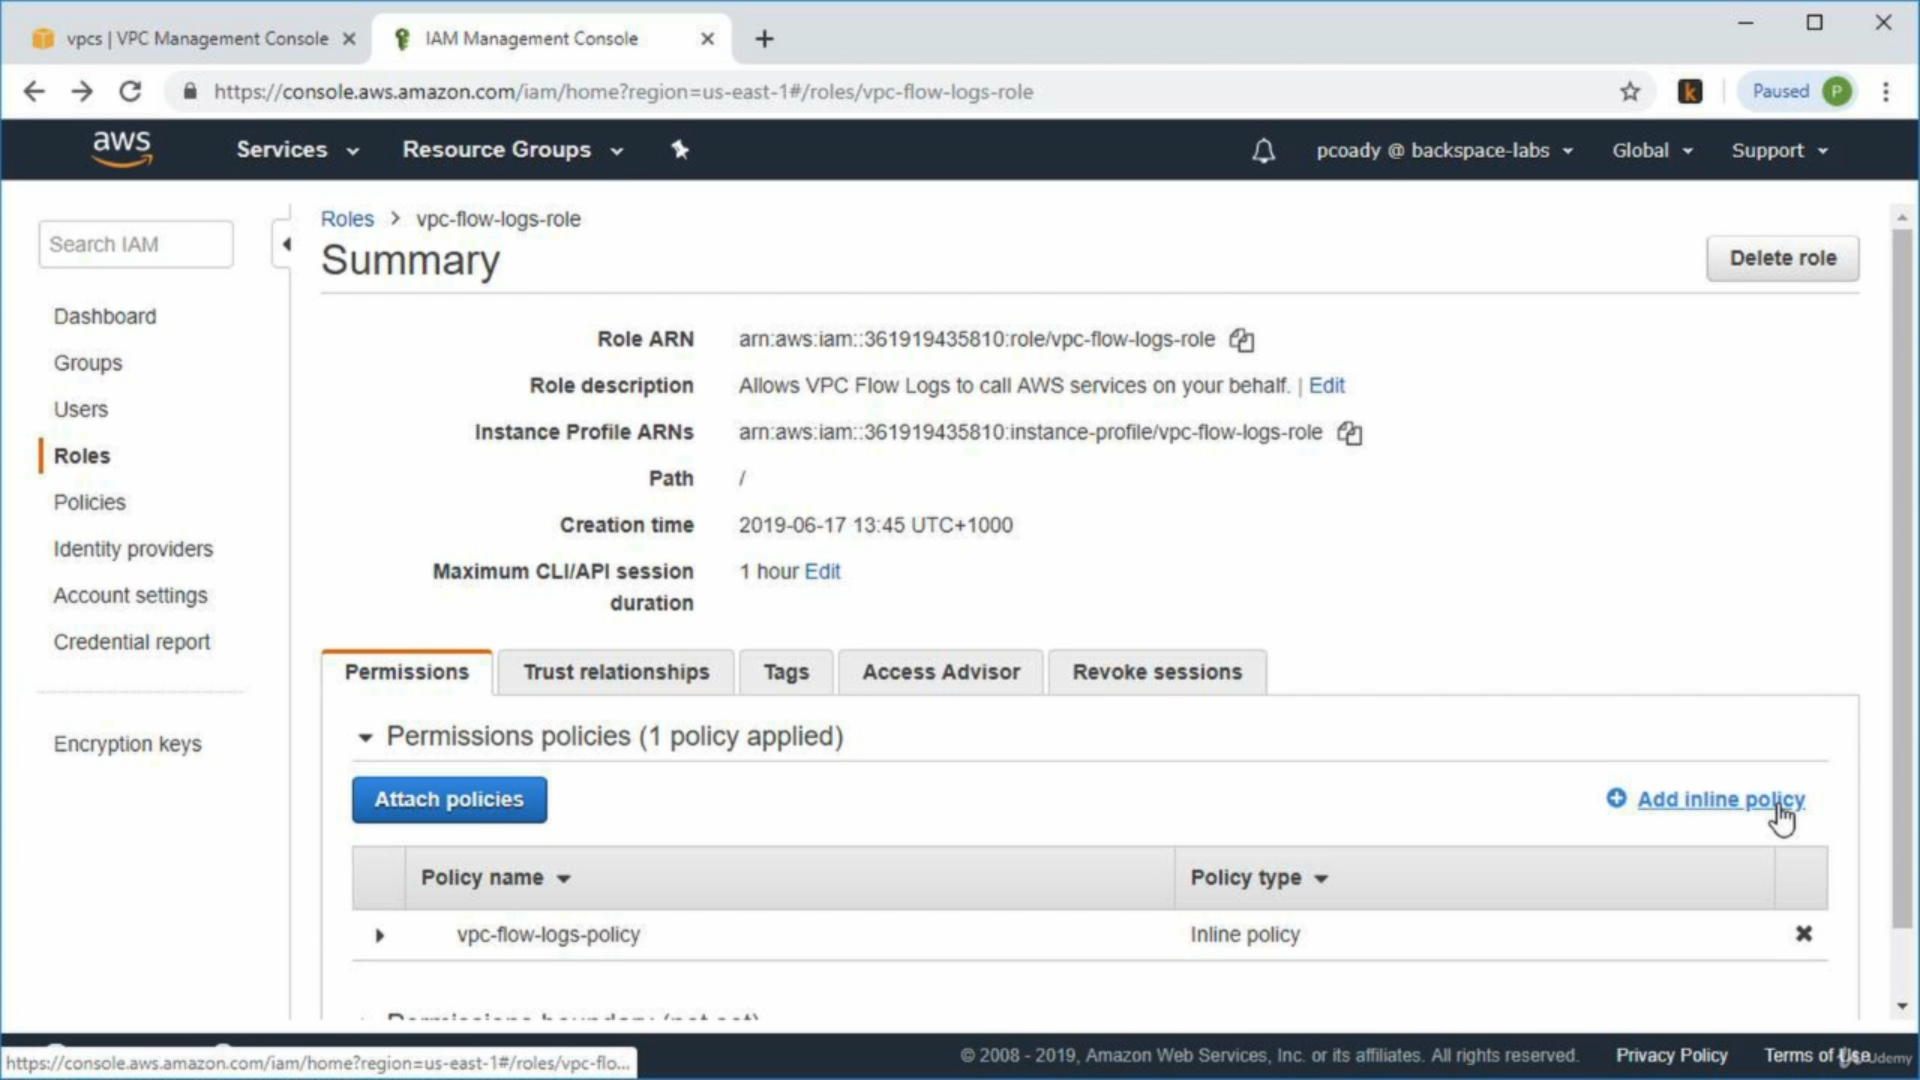 vpcs | VPC Management Console
IAM Management Console
https://console.aws.amazon.com/iam/home?region=us-east-1#/roles/vpc-flow-logs-role
k
Paused
P
aws
Services
Resource Groups
pcoady @ backspace-labs
Global
Support
Search IAM
Roles > vpc-flow-logs-role
Summary
Delete role
Dashboard
Groups
Users
Roles
Policies
Identity providers
Account settings
Credential report
Encryption keys
Role ARN arn:aws:iam::361919435810:role/vpc-flow-logs-role
Role description Allows VPC Flow Logs to call AWS services on your behalf. | Edit
Instance Profile ARNs arn:aws:iam::361919435810:instance-profile/vpc-flow-logs-role
Path /
Creation time 2019-06-17 13:45 UTC+1000
Maximum CLI/API session 1 hour Edit
duration
Permissions
Trust relationships
Tags
Access Advisor
Revoke sessions
Permissions policies (1 policy applied)
Attach policies
Add inline policy
Policy name
Policy type
vpc-flow-logs-policy
Inline policy
Permissions boundary (not set)
https://console.aws.amazon.com/iam/home?region=us-east-1#/roles/vpc-flo...
© 2008 - 2019, Amazon Web Services, Inc. or its affiliates. All rights reserved.
Privacy Policy
Terms of Use
Udemy